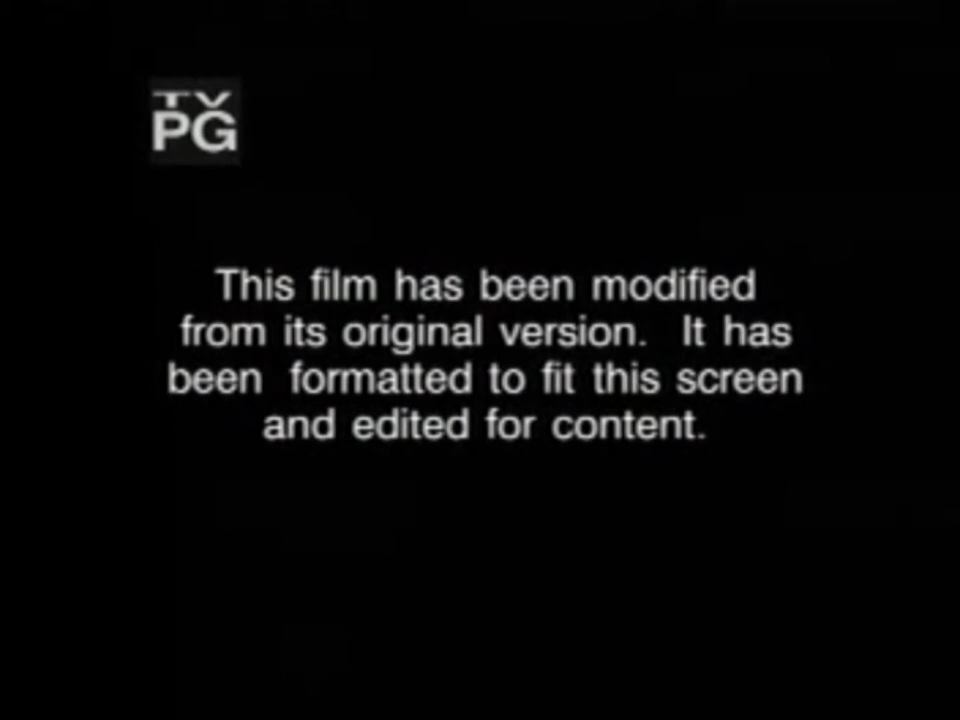 TV
PG
This film has been modified
from its original version. It has
been formatted to fit this screen
and edited for content.